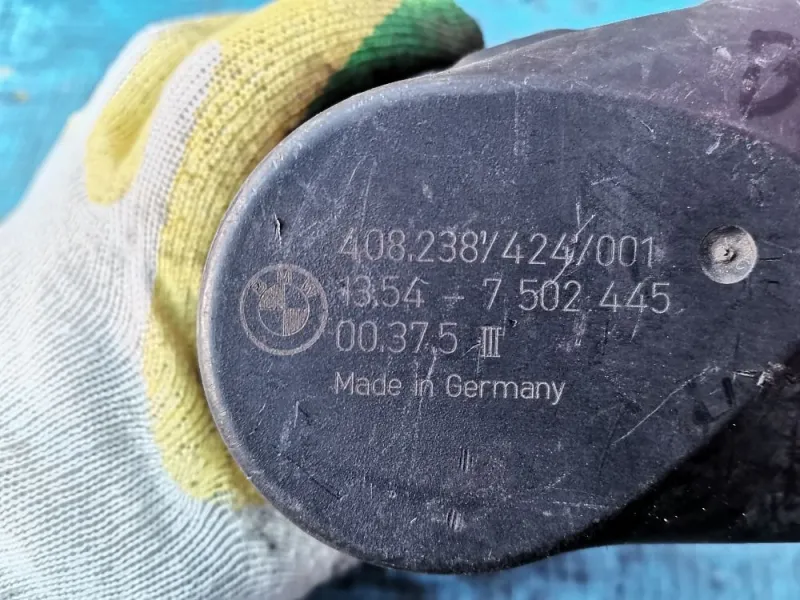 408.238/424/001
13.54 - 7 502 445
00.37.5 III
Made in Germany
B